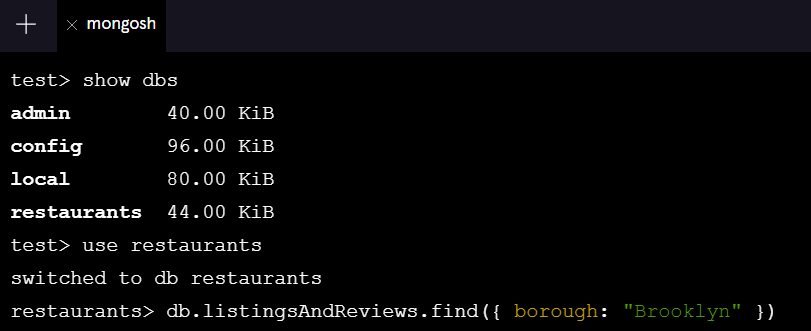 mongosh
test> show dbs
admin        40.00 KiB
config       96.00 KiB
local        80.00 KiB
restaurants  44.00 KiB
test> use restaurants
switched to db restaurants
restaurants> db.listingsAndReviews.find({ borough: "Brooklyn" })